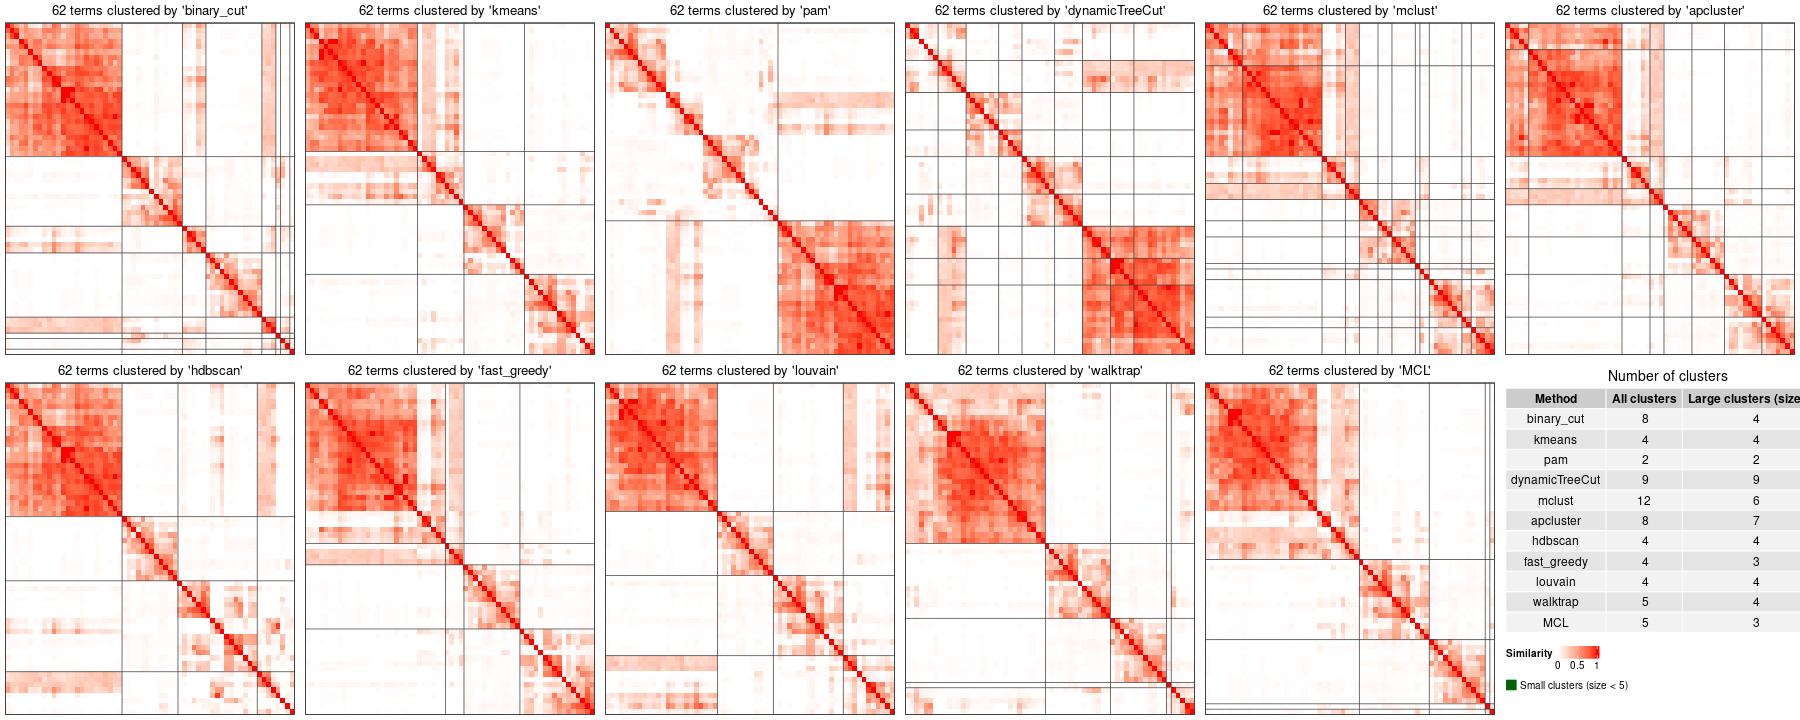 62 terms clustered by 'binary_cut'
62 terms clustered by 'kmeans'
62 terms clustered by 'pam'
62 terms clustered by 'dynamicTreeCut'
62 terms clustered by 'mclust'
62 terms clustered by 'apcluster'
62 terms clustered by 'hdbscan'
62 terms clustered by 'fast_greedy'
62 terms clustered by 'louvain'
62 terms clustered by 'walktrap'
62 terms clustered by 'MCL'
Number of clusters
Method All clusters Large clusters (size
binary_cut 8 4
kmeans 4 4
pam 2 2
dynamicTreeCut 9 9
mclust 12 6
apcluster 8 7
hdbscan 4 4
fast_greedy 4 3
louvain 4 4
walktrap 5 4
MCL 5 3
Similarity
0 0.5 1
Small clusters (size < 5)